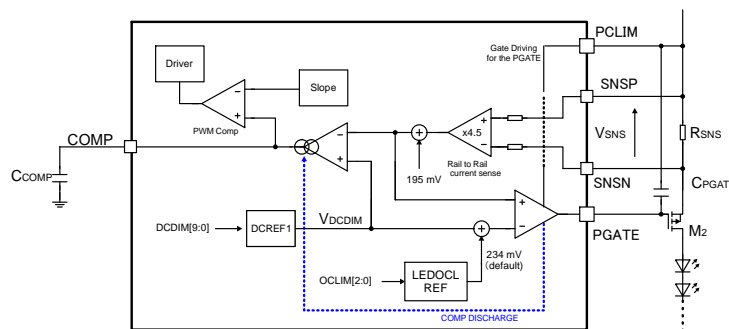 PCLIM
Gate Driving
for the PGATE
Driver
Slope
SNSP
−
+
PWM Comp
+
x4.5
−
VSNS
RSNS
COMP
−
+
+
195 mV
Rail to Rail
current sense
SNSN
CCOMP
CPGAT
VDCDIM
+
−
DCDIM[9:0]
DCREF1
+
PGATE
M2
234 mV
(default)
OCLIM[2:0]
LEDOCL
REF
COMP DISCHARGE